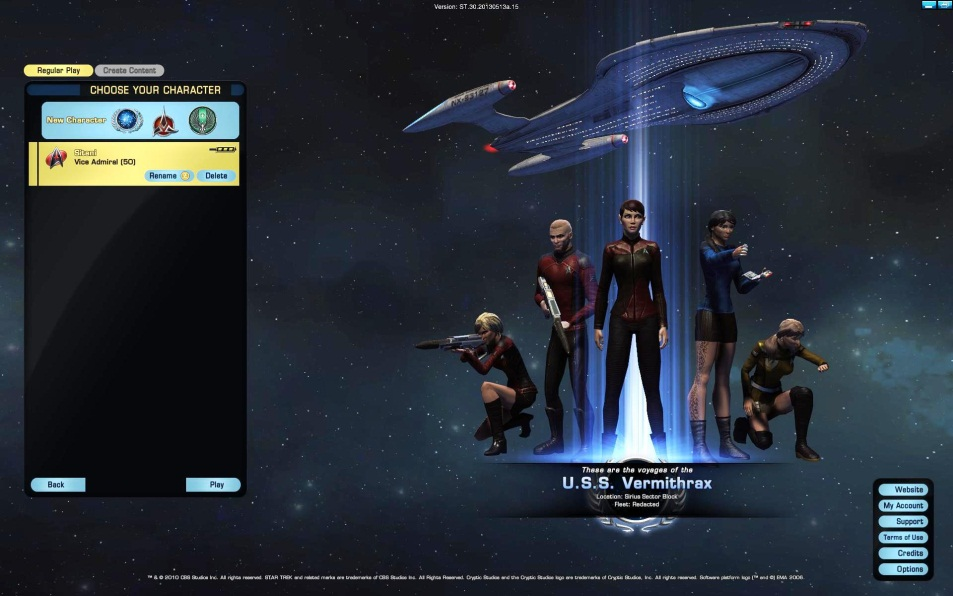 Version: ST.30.20130513a.15
Regular Play
Create Content
CHOOSE YOUR CHARACTER
New Character
Sitani
Vice Admiral (50)
Rename
Delete
Back
Play
These are the voyages of the
U.S.S. Vermithrax
Location: Sirius Sector Block
Fleet: Redacted
Website
My Account
Support
Terms of Use
Credits
Options
™ & © 2010 CBS Studios Inc. All rights reserved. STAR TREK and related marks are trademarks of CBS Studios Inc. All Rights Reserved. Cryptic Studios and the Cryptic Studios logo are trademarks of Cryptic Studios, Inc. All rights reserved. Software platform logo (™ and ©) EMA 2006.